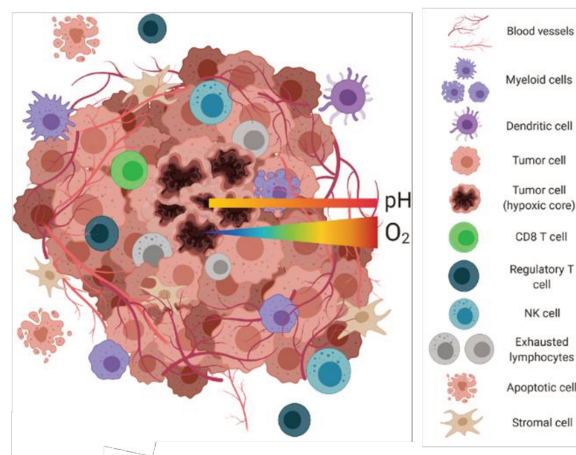 pH
O₂
Blood vessels
Myeloid cells
Dendritic cell
Tumor cell
Tumor cell
(hypoxic core)
CD8 T cell
Regulatory T
cell
NK cell
Exhausted
lymphocytes
Apoptotic cell
Stromal cell